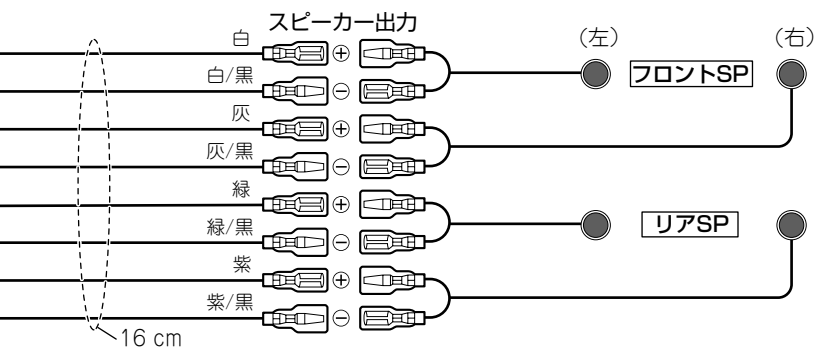 スピーカー出力
(左)
(右)
白
⊕
フロントSP
白/黒
⊖
灰
⊕
灰/黒
⊖
緑
⊕
リアSP
緑/黒
⊖
紫
⊕
紫/黒
⊖
16 cm